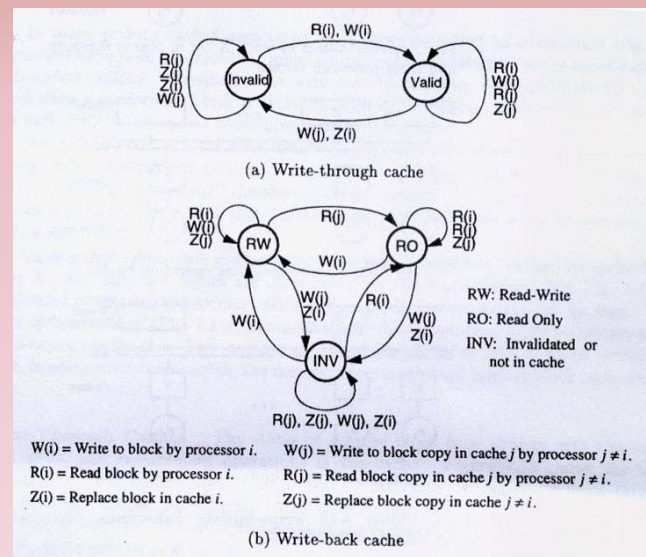 R(i), W(i)
R(j)
Z(j)
Z(i)
W(j)
Invalid
Valid
R(i)
W(i)
R(j)
Z(j)
W(j), Z(i)
(a) Write-through cache
R(i)
W(i)
Z(j)
RW
R(j)
RO
R(i)
R(j)
Z(j)
W(i)
W(i)
W(j)
Z(i)
R(i)
W(j)
Z(i)
INV
R(j), Z(j), W(j), Z(i)
RW: Read-Write
RO: Read Only
INV: Invalidated or
not in cache
W(i) = Write to block by processor i.
W(j) = Write to block copy in cache j by processor j ≠ i.
R(i) = Read block by processor i.
R(j) = Read block copy in cache j by processor j ≠ i.
Z(i) = Replace block in cache i.
Z(j) = Replace block copy in cache j ≠ i.
(b) Write-back cache